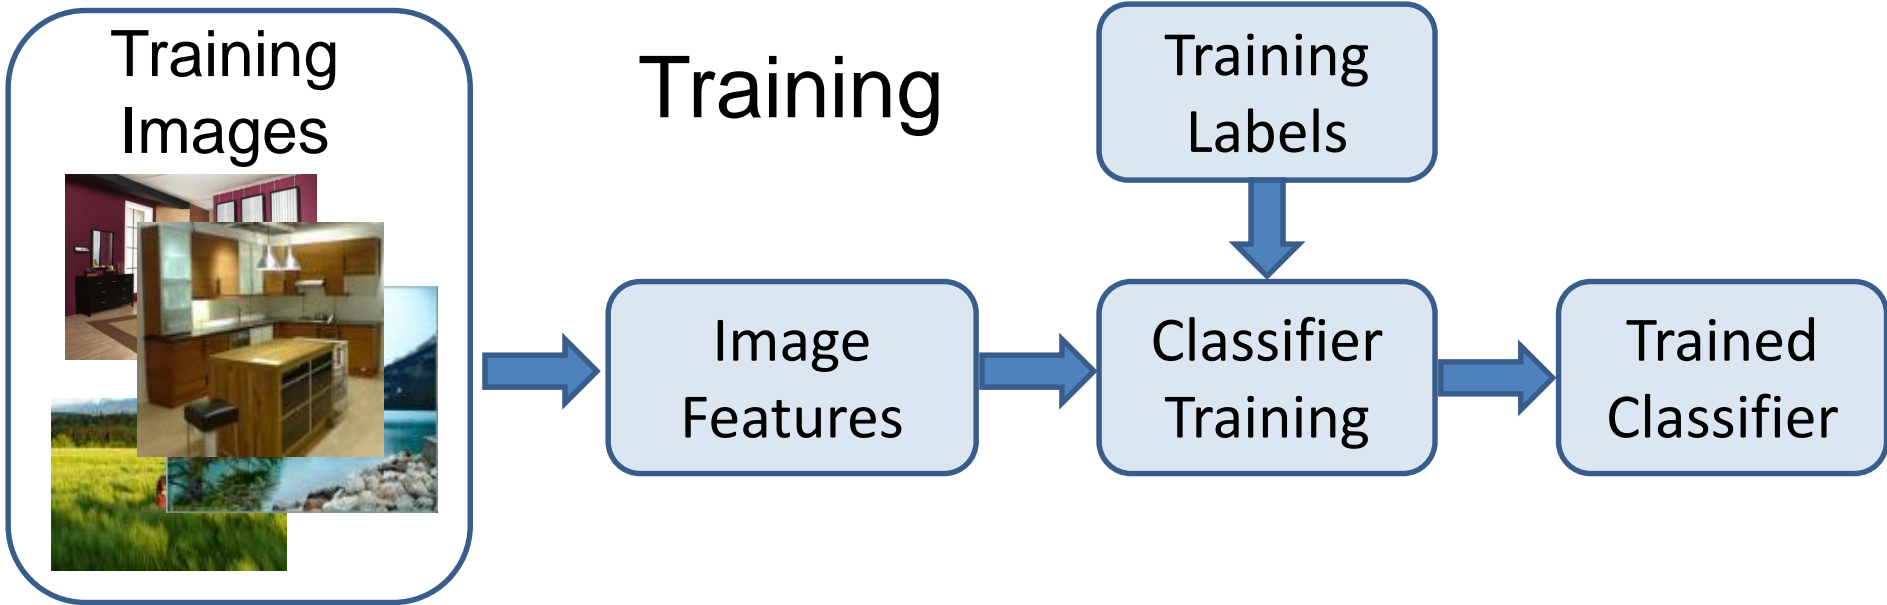 Training
Images
Training
Training
Labels
Image
Features
Classifier
Training
Trained
Classifier